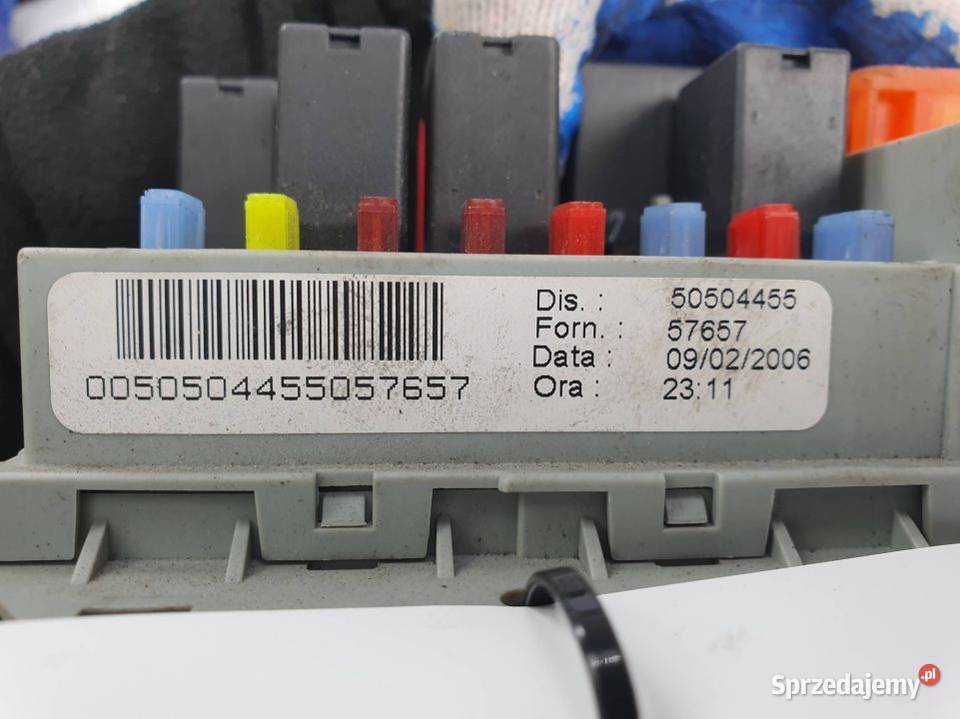 Dis. : 50504455
Forn. : 57657
Data : 09/02/2006
Ora : 23:11
0050504455057657
Sprzedajemy.pl